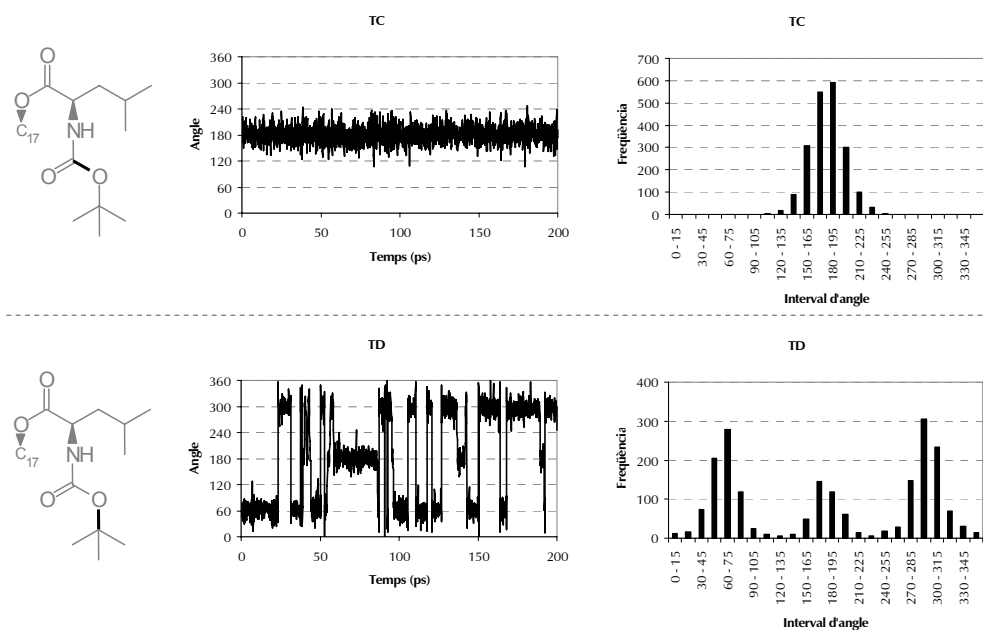 TC
O
O
C17
NH
O
O
Angle
360
300
240
180
120
60
0
0
50
100
150
200
Temps (ps)
TC
Freqüència
700
600
500
400
300
200
100
0
0 - 15
30 - 45
60 - 75
90 - 105
120 - 135
150 - 165
180 - 195
210 - 225
240 - 255
270 - 285
300 - 315
330 - 345
Interval d'angle
TD
O
O
C17
NH
O
O
Angle
360
300
240
180
120
60
0
0
50
100
150
200
Temps (ps)
TD
Freqüència
400
300
200
100
0
0 - 15
30 - 45
60 - 75
90 - 105
120 - 135
150 - 165
180 - 195
210 - 225
240 - 255
270 - 285
300 - 315
330 - 345
Interval d'angle